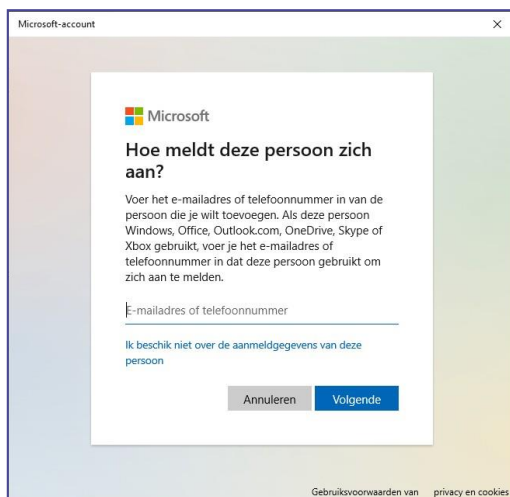 Microsoft-account
Microsoft
Hoe meldt deze persoon zich
aan?
Voer het e-mailadres of telefoonnummer in van de
persoon die je wilt toevoegen. Als deze persoon
Windows, Office, Outlook.com, OneDrive, Skype of
Xbox gebruikt, voer je het e-mailadres of
telefoonnummer in dat deze persoon gebruikt om
zich aan te melden.
E-mailadres of telefoonnummer
Ik beschik niet over de aanmeldgegevens van deze
persoon
Annuleren Volgende
Gebruiksvoorwaarden van privacy en cookies